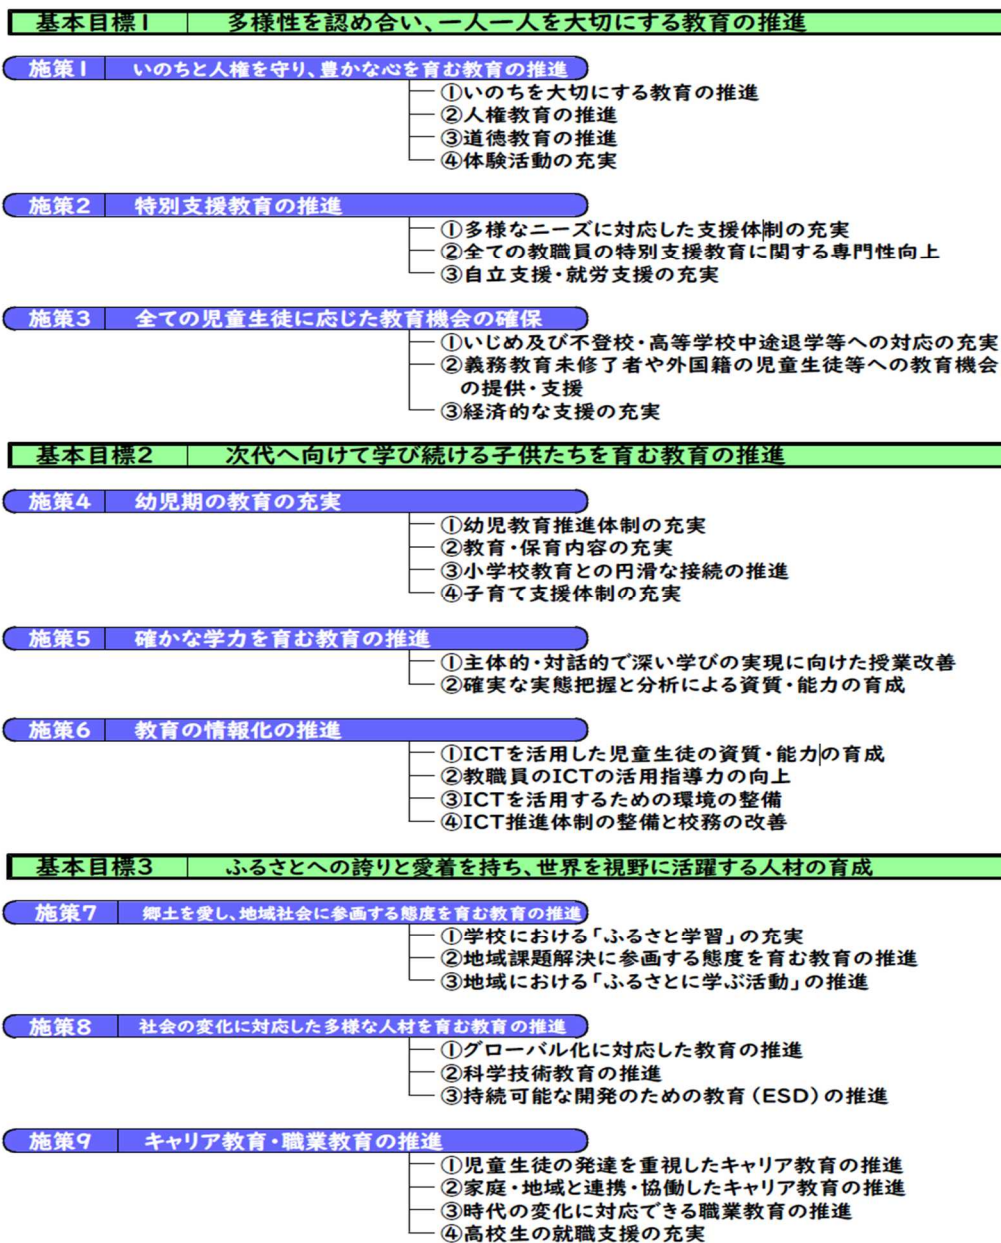 基本目標1 多様性を認め合い、一人一人を大切にする教育の推進
施策1 いのちと人権を守り、豊かな心を育む教育の推進
①いのちを大切にする教育の推進
②人権教育の推進
③道徳教育の推進
④体験活動の充実
施策2 特別支援教育の推進
①多様なニーズに対応した支援体制の充実
②全ての教職員の特別支援教育に関する専門性向上
③自立支援・就労支援の充実
施策3 全ての児童生徒に応じた教育機会の確保
①いじめ及び不登校・高等学校中途退学等への対応の充実
②義務教育未修了者や外国籍の児童生徒等への教育機会
の提供・支援
③経済的な支援の充実
基本目標2 次代へ向けて学び続ける子供たちを育む教育の推進
施策4 幼児期の教育の充実
①幼児教育推進体制の充実
②教育・保育内容の充実
③小学校教育との円滑な接続の推進
④子育て支援体制の充実
施策5 確かな学力を育む教育の推進
①主体的・対話的で深い学びの実現に向けた授業改善
②確実な実態把握と分析による資質・能力の育成
施策6 教育の情報化の推進
①ICTを活用した児童生徒の資質・能力の育成
②教職員のICTの活用指導力の向上
③ICTを活用するための環境の整備
④ICT推進体制の整備と校務の改善
基本目標3 ふるさとへの誇りと愛着を持ち、世界を視野に活躍する人材の育成
施策7 郷土を愛し、地域社会に参画する態度を育む教育の推進
①学校における「ふるさと学習」の充実
②地域課題解決に参画する態度を育む教育の推進
③地域における「ふるさとに学ぶ活動」の推進
施策8 社会の変化に対応した多様な人材を育む教育の推進
①グローバル化に対応した教育の推進
②科学技術教育の推進
③持続可能な開発のための教育(ESD)の推進
施策9 キャリア教育・職業教育の推進
①児童生徒の発達を重視したキャリア教育の推進
②家庭・地域と連携・協働したキャリア教育の推進
③時代の変化に対応できる職業教育の推進
④高校生の就職支援の充実